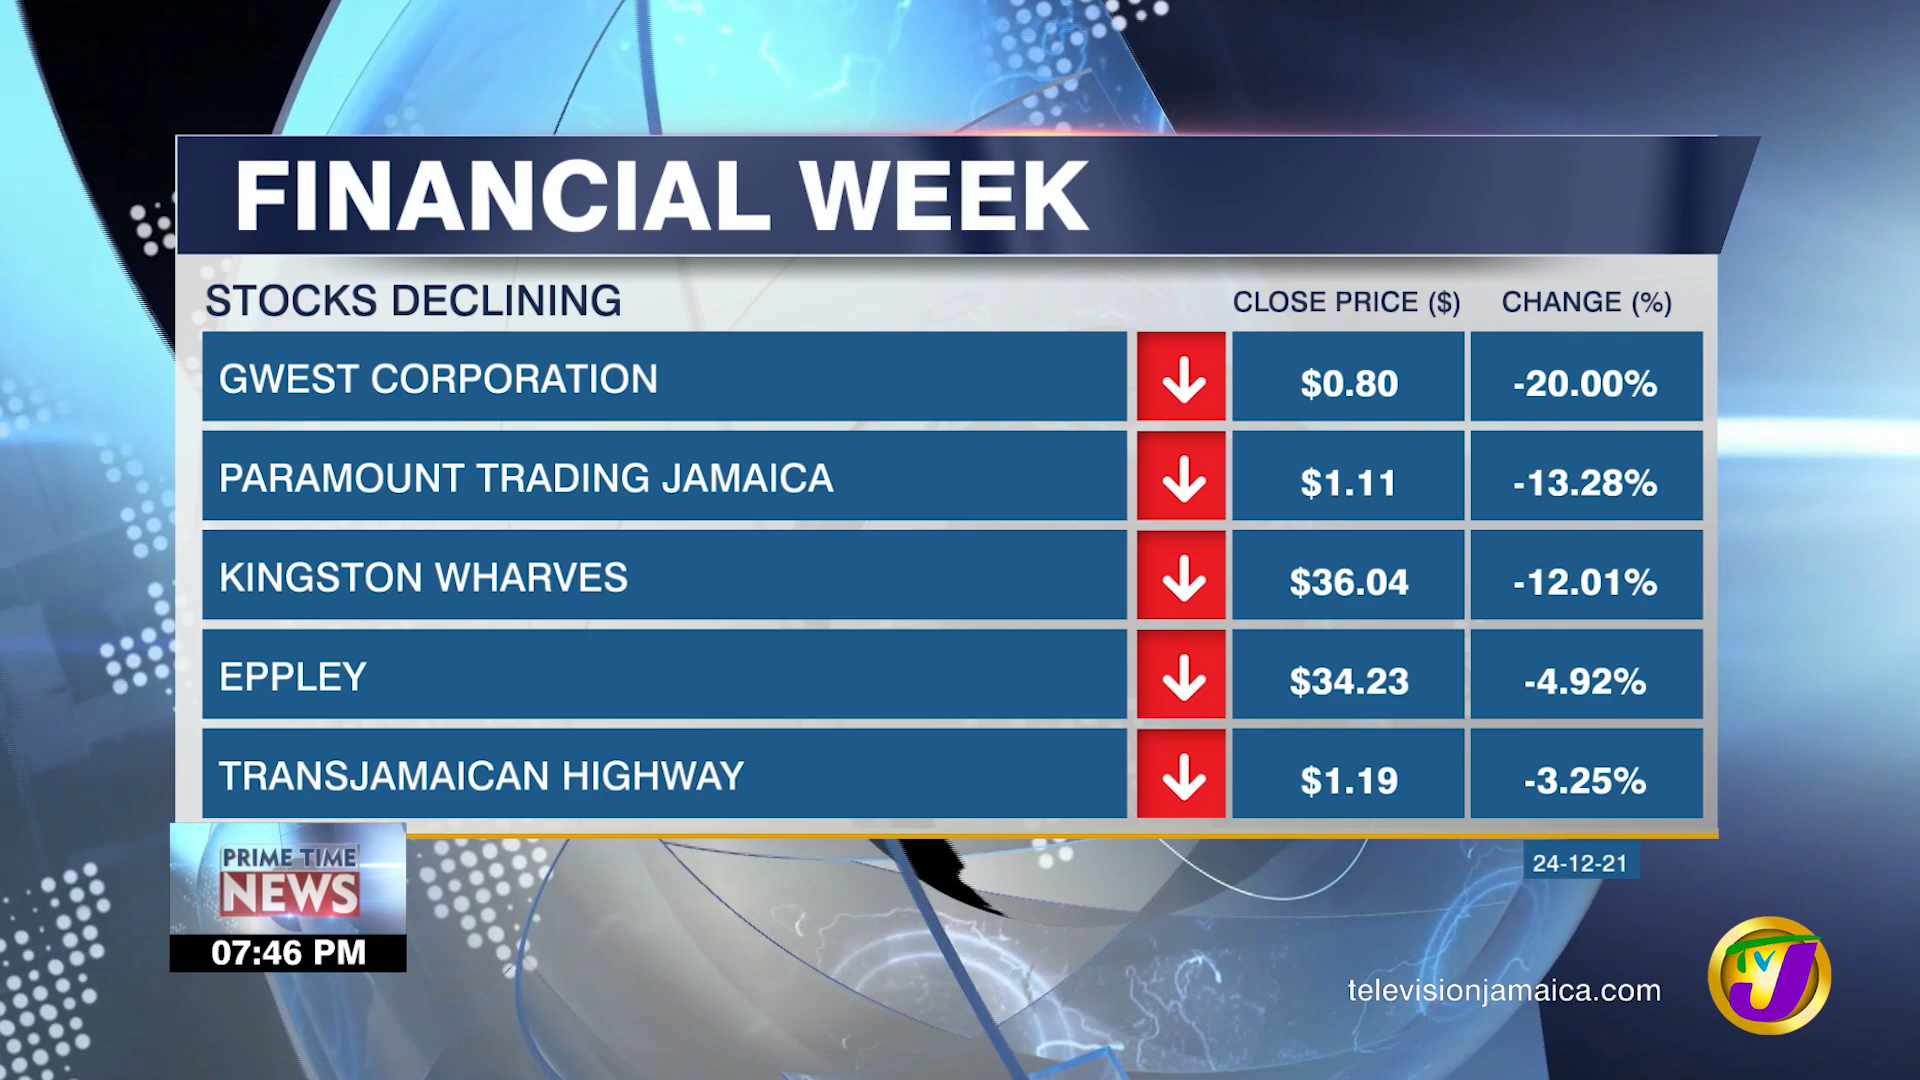 FINANCIAL WEEK
STOCKS DECLINING CLOSE PRICE ($) CHANGE (%)
GWEST CORPORATION $0.80 -20.00%
PARAMOUNT TRADING JAMAICA $1.11 -13.28%
KINGSTON WHARVES $36.04 -12.01%
EPPLEY $34.23 -4.92%
TRANSJAMAICAN HIGHWAY $1.19 -3.25%
PRIME TIME
NEWS
07:46 PM
24-12-21
televisionjamaica.com
TVJ